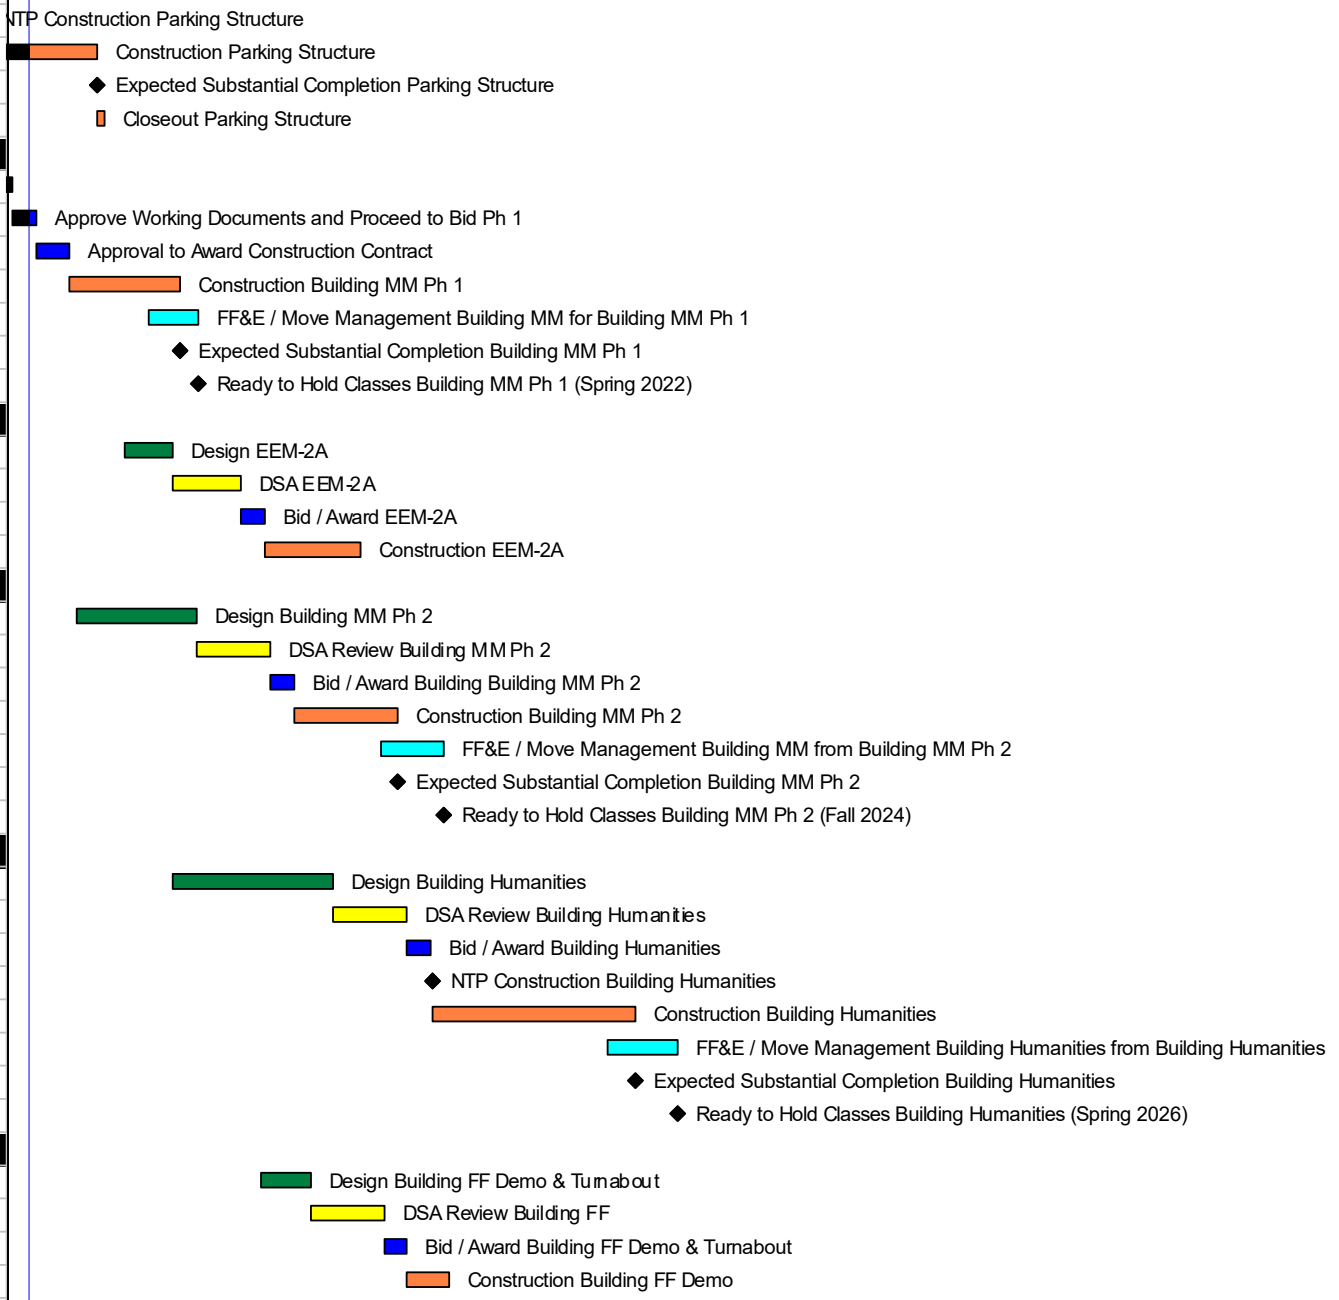 NTP Construction Parking Structure
Construction Parking Structure
Expected Substantial Completion Parking Structure
Closeout Parking Structure
Approve Working Documents and Proceed to Bid Ph 1
Approval to Award Construction Contract
Construction Building MM Ph 1
FF&E / Move Management Building MM for Building MM Ph 1
Expected Substantial Completion Building MM Ph 1
Ready to Hold Classes Building MM Ph 1 (Spring 2022)
Design EEM-2A
DSA EEM-2A
Bid / Award EEM-2A
Construction EEM-2A
Design Building MM Ph 2
DSA Review Building MM Ph 2
Bid / Award Building Building MM Ph 2
Construction Building MM Ph 2
FF&E / Move Management Building MM from Building MM Ph 2
Expected Substantial Completion Building MM Ph 2
Ready to Hold Classes Building MM Ph 2 (Fall 2024)
Design Building Humanities
DSA Review Building Humanities
Bid / Award Building Humanities
NTP Construction Building Humanities
Construction Building Humanities
FF&E / Move Management Building Humanities from Building Humanities
Expected Substantial Completion Building Humanities
Ready to Hold Classes Building Humanities (Spring 2026)
Design Building FF Demo & Turnabout
DSA Review Building FF
Bid / Award Building FF Demo & Turnabout
Construction Building FF Demo